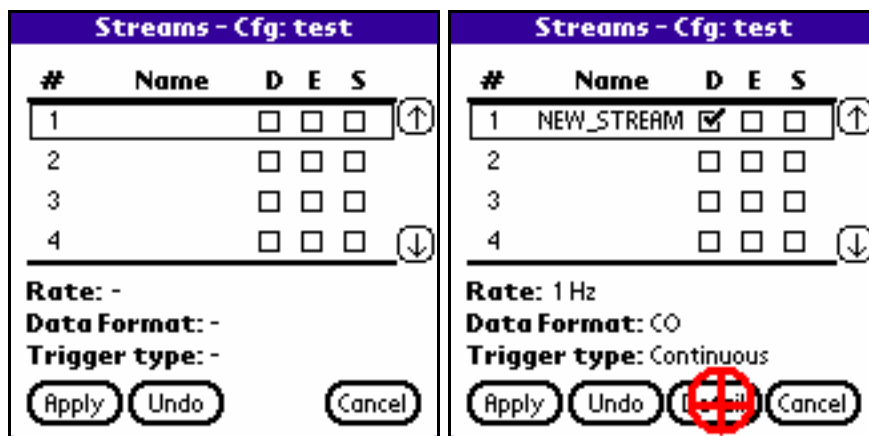 Streams - Cfg: test
# Name D E S
1
2
3
4
Rate: -
Data Format: -
Trigger type: -
Apply Undo Cancel
Streams - Cfg: test
# Name D E S
1 NEW_STREAM
2
3
4
Rate: 1 Hz
Data Format: CO
Trigger type: Continuous
Apply Undo Detail Cancel